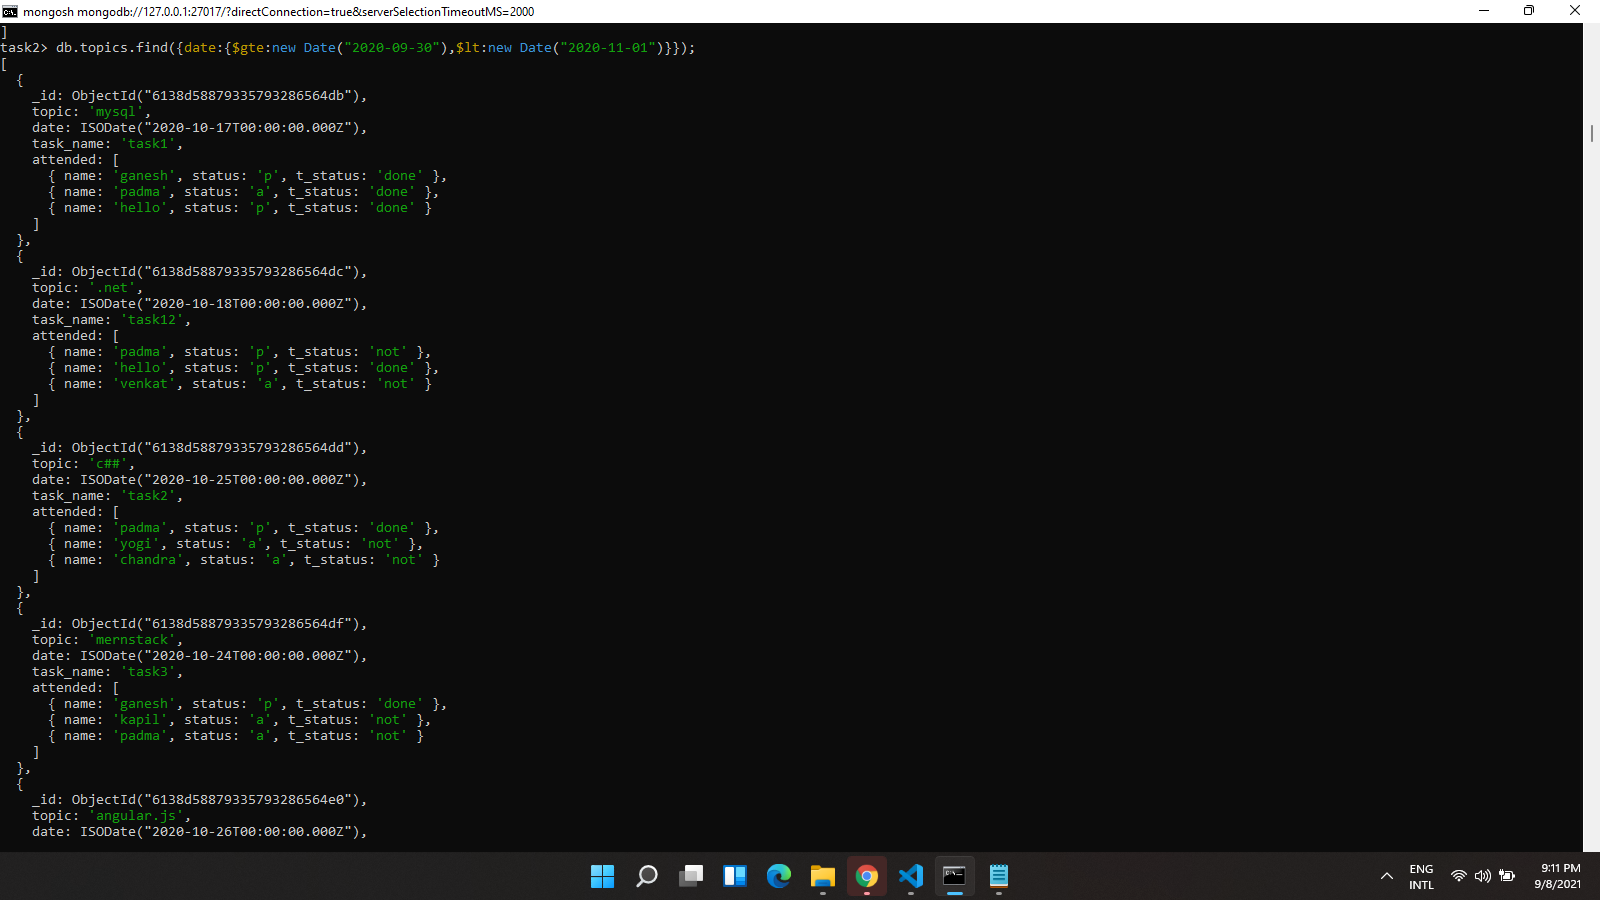 mongosh mongodb://127.0.0.1:27017/?directConnection=true&serverSelectionTimeoutMS=2000
]
task2> db.topics.find({date:{$gte:new Date("2020-09-30"),$lt:new Date("2020-11-01")}});
[
  {
    _id: ObjectId("6138d58879335793286564db"),
    topic: 'mysql',
    date: ISODate("2020-10-17T00:00:00.000Z"),
    task_name: 'task1',
    attended: [
      { name: 'ganesh', status: 'p', t_status: 'done' },
      { name: 'padma', status: 'a', t_status: 'done' },
      { name: 'hello', status: 'p', t_status: 'done' }
    ]
  },
  {
    _id: ObjectId("6138d58879335793286564dc"),
    topic: '.net',
    date: ISODate("2020-10-18T00:00:00.000Z"),
    task_name: 'task12',
    attended: [
      { name: 'padma', status: 'p', t_status: 'not' },
      { name: 'hello', status: 'p', t_status: 'done' },
      { name: 'venkat', status: 'a', t_status: 'not' }
    ]
  },
  {
    _id: ObjectId("6138d58879335793286564dd"),
    topic: 'c##',
    date: ISODate("2020-10-25T00:00:00.000Z"),
    task_name: 'task2',
    attended: [
      { name: 'padma', status: 'p', t_status: 'done' },
      { name: 'yogi', status: 'a', t_status: 'not' },
      { name: 'chandra', status: 'a', t_status: 'not' }
    ]
  },
  {
    _id: ObjectId("6138d58879335793286564df"),
    topic: 'mernstack',
    date: ISODate("2020-10-24T00:00:00.000Z"),
    task_name: 'task3',
    attended: [
      { name: 'ganesh', status: 'p', t_status: 'done' },
      { name: 'kapil', status: 'a', t_status: 'not' },
      { name: 'padma', status: 'a', t_status: 'not' }
    ]
  },
  {
    _id: ObjectId("6138d58879335793286564e0"),
    topic: 'angular.js',
    date: ISODate("2020-10-26T00:00:00.000Z"),
ENG
INTL
9:11 PM
9/8/2021